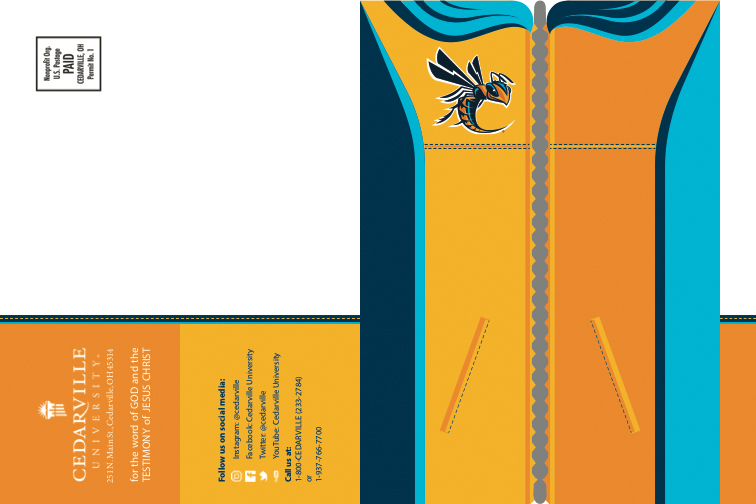 Nonprofit Org.
U.S. Postage
PAID
CEDARVILLE, OH
Permit No. 1
CEDARVILLE
UNIVERSITY®
251 N. Main St., Cedarville, OH 45314
for the word of GOD and the
TESTIMONY of JESUS CHRIST
Follow us on social media:
Instagram: @cedarville
Facebook: Cedarville University
Twitter: @cedarville
YouTube: Cedarville University
Call us at:
1-800-CEDARVILLE (233-2784)
or
1-937-766-7700